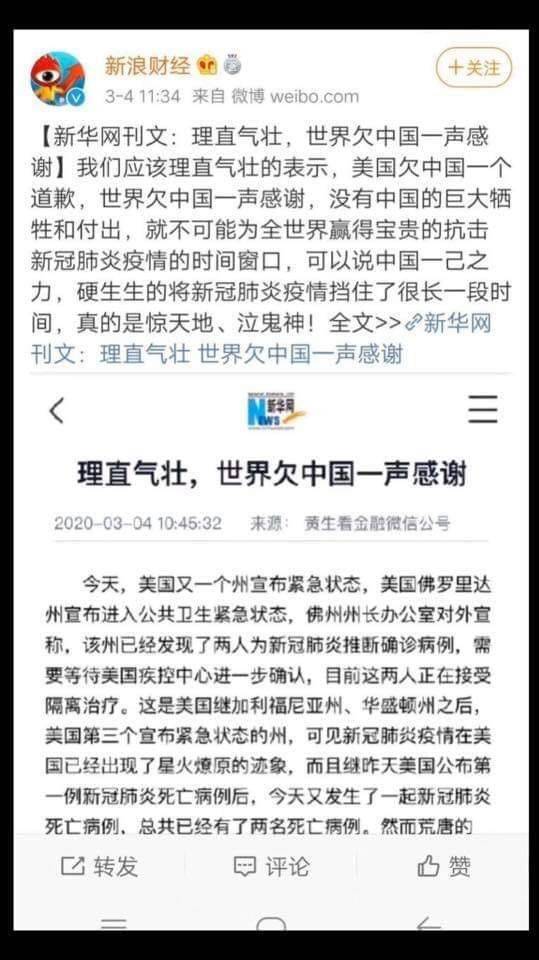 新浪财经
+关注
3-4 11:34 来自 微博 weibo.com
【新华网刊文：理直气壮，世界欠中国一声感
谢】我们应该理直气壮的表示，美国欠中国一个
道歉，世界欠中国一声感谢，没有中国的巨大牺
牲和付出，就不可能为全世界赢得宝贵的抗击
新冠肺炎疫情的时间窗口，可以说中国一己之
力，硬生生的将新冠肺炎疫情挡住了很长一段时
间，真的是惊天地、泣鬼神！全文>>新华网
刊文：理直气壮 世界欠中国一声感谢
新华网
NEWS
理直气壮，世界欠中国一声感谢
2020-03-04 10:45:32 来源： 黄生看金融微信公号
今天，美国又一个州宣布紧急状态，美国佛罗里达
州宣布进入公共卫生紧急状态，佛州州长办公室对外宣
称，该州已经发现了两人为新冠肺炎推断确诊病例，需
要等待美国疾控中心进一步确认，目前这两人正在接受
隔离治疗。这是美国继加利福尼亚州、华盛顿州之后，
美国第三个宣布紧急状态的州，可见新冠肺炎疫情在美
国已经出现了星火燎原的迹象，而且继昨天美国公布第
一例新冠肺炎死亡病例后，今天又发生了一起新冠肺炎
死亡病例，总共已经有了两名死亡病例。然而荒唐的
转发 评论 赞